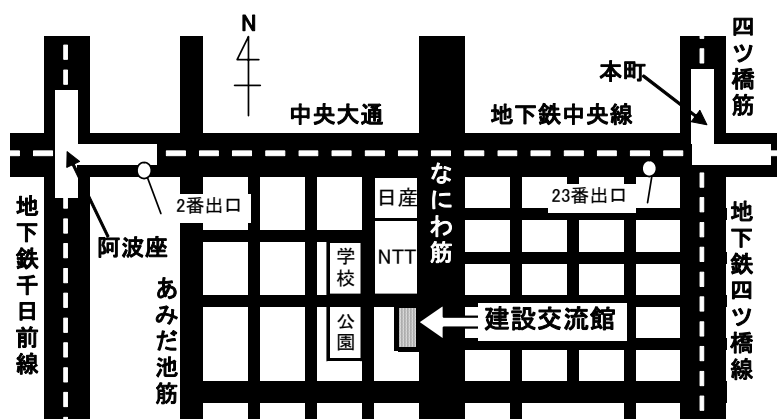 N
四ツ橋筋
本町
中央大通
地下鉄中央線
なにわ筋
日産
2番出口
23番出口
地下鉄千日前線
阿波座
学校
NTT
地下鉄四ツ橋線
あみだ池筋
公園
建設交流館